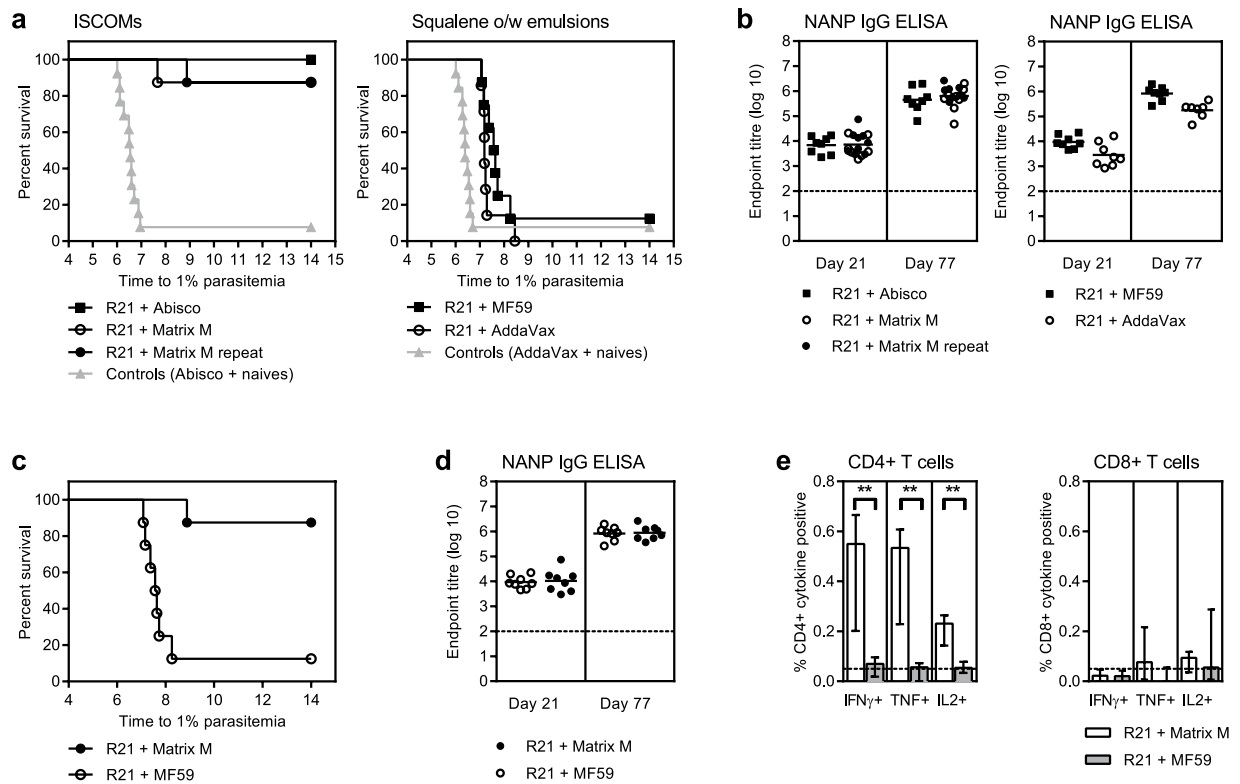 a
ISCOMs
Percent survival
100
80
60
40
20
0
4 5 6 7 8 9 10 11 12 13 14 15
Time to 1% parasitemia
R21 + Abisco
R21 + Matrix M
R21 + Matrix M repeat
Controls (Abisco + naives)
Squalene o/w emulsions
Percent survival
100
80
60
40
20
0
4 5 6 7 8 9 10 11 12 13 14 15
Time to 1% parasitemia
R21 + MF59
R21 + AddaVax
Controls (AddaVax + naives)
b
NANP IgG ELISA
Endpoint titre (log 10)
8
7
6
5
4
3
2
1
0
Day 21 Day 77
R21 + Abisco
R21 + Matrix M
R21 + Matrix M repeat
NANP IgG ELISA
Endpoint titre (log 10)
8
7
6
5
4
3
2
1
0
Day 21 Day 77
R21 + MF59
R21 + AddaVax
c
Percent survival
100
80
60
40
20
0
4 6 8 10 12 14
Time to 1% parasitemia
R21 + Matrix M
R21 + MF59
d
NANP IgG ELISA
Endpoint titre (log 10)
8
7
6
5
4
3
2
1
0
Day 21 Day 77
R21 + Matrix M
R21 + MF59
e
CD4+ T cells
% CD4+ cytokine positive
0.8
0.6
0.4
0.2
0.0
** ** **
IFNγ+ TNF+ IL2+
CD8+ T cells
% CD8+ cytokine positive
0.8
0.6
0.4
0.2
0.0
IFNγ+ TNF+ IL2+
R21 + Matrix M
R21 + MF59